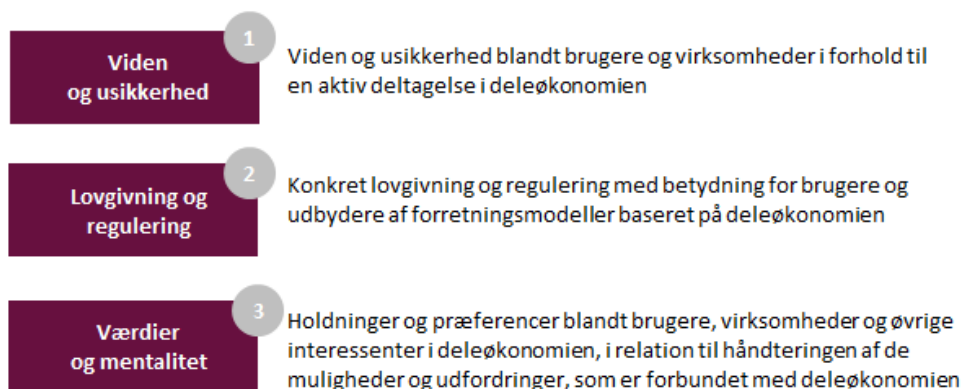 1
Viden
og usikkerhed
Viden og usikkerhed blandt brugere og virksomheder i forhold til
en aktiv deltagelse i deleøkonomien
2
Lovgivning og
regulering
Konkret lovgivning og regulering med betydning for brugere og
udbydere af forretningsmodeller baseret på deleøkonomien
3
Værdier
og mentalitet
Holdninger og præferencer blandt brugere, virksomheder og øvrige
interessenter i deleøkonomien, i relation til håndteringen af de
muligheder og udfordringer, som er forbundet med deleøkonomien